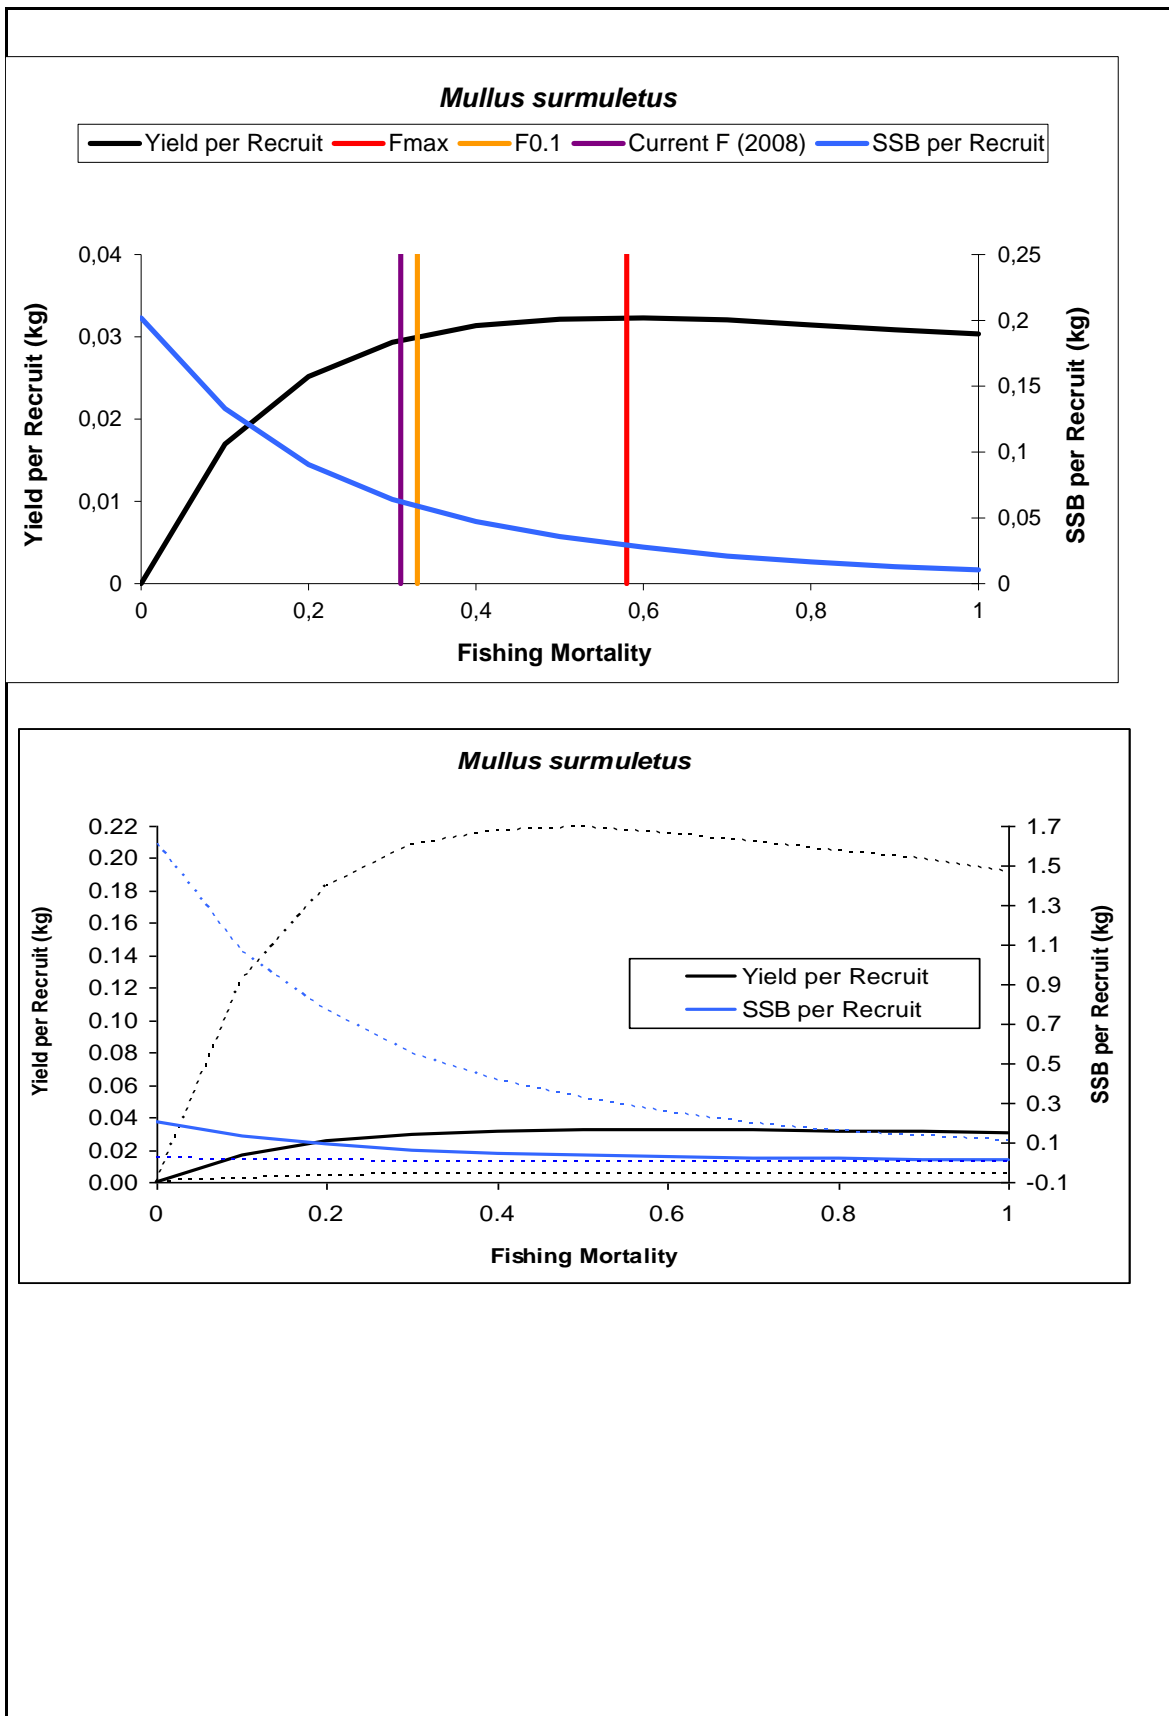 Mullus surmuletus
Yield per Recruit Fmax F0.1 Current F (2008) SSB per Recruit
0,04 0,25
0,03 0,2
0,15
0,02
0,1
0,01 0,05
0 0
0 0,2 0,4 0,6 0,8 1
Yield per Recruit (kg)
SSB per Recruit (kg)
Fishing Mortality
Mullus surmuletus
0.22 1.7
0.20 1.5
0.18
0.16 1.3
0.14 1.1
0.12 0.9
0.10 0.7
0.08 0.5
0.06
0.04 0.3
0.02 0.1
0.00 -0.1
0 0.2 0.4 0.6 0.8 1
Yield per Recruit (kg)
SSB per Recruit (kg)
Yield per Recruit
SSB per Recruit
Fishing Mortality